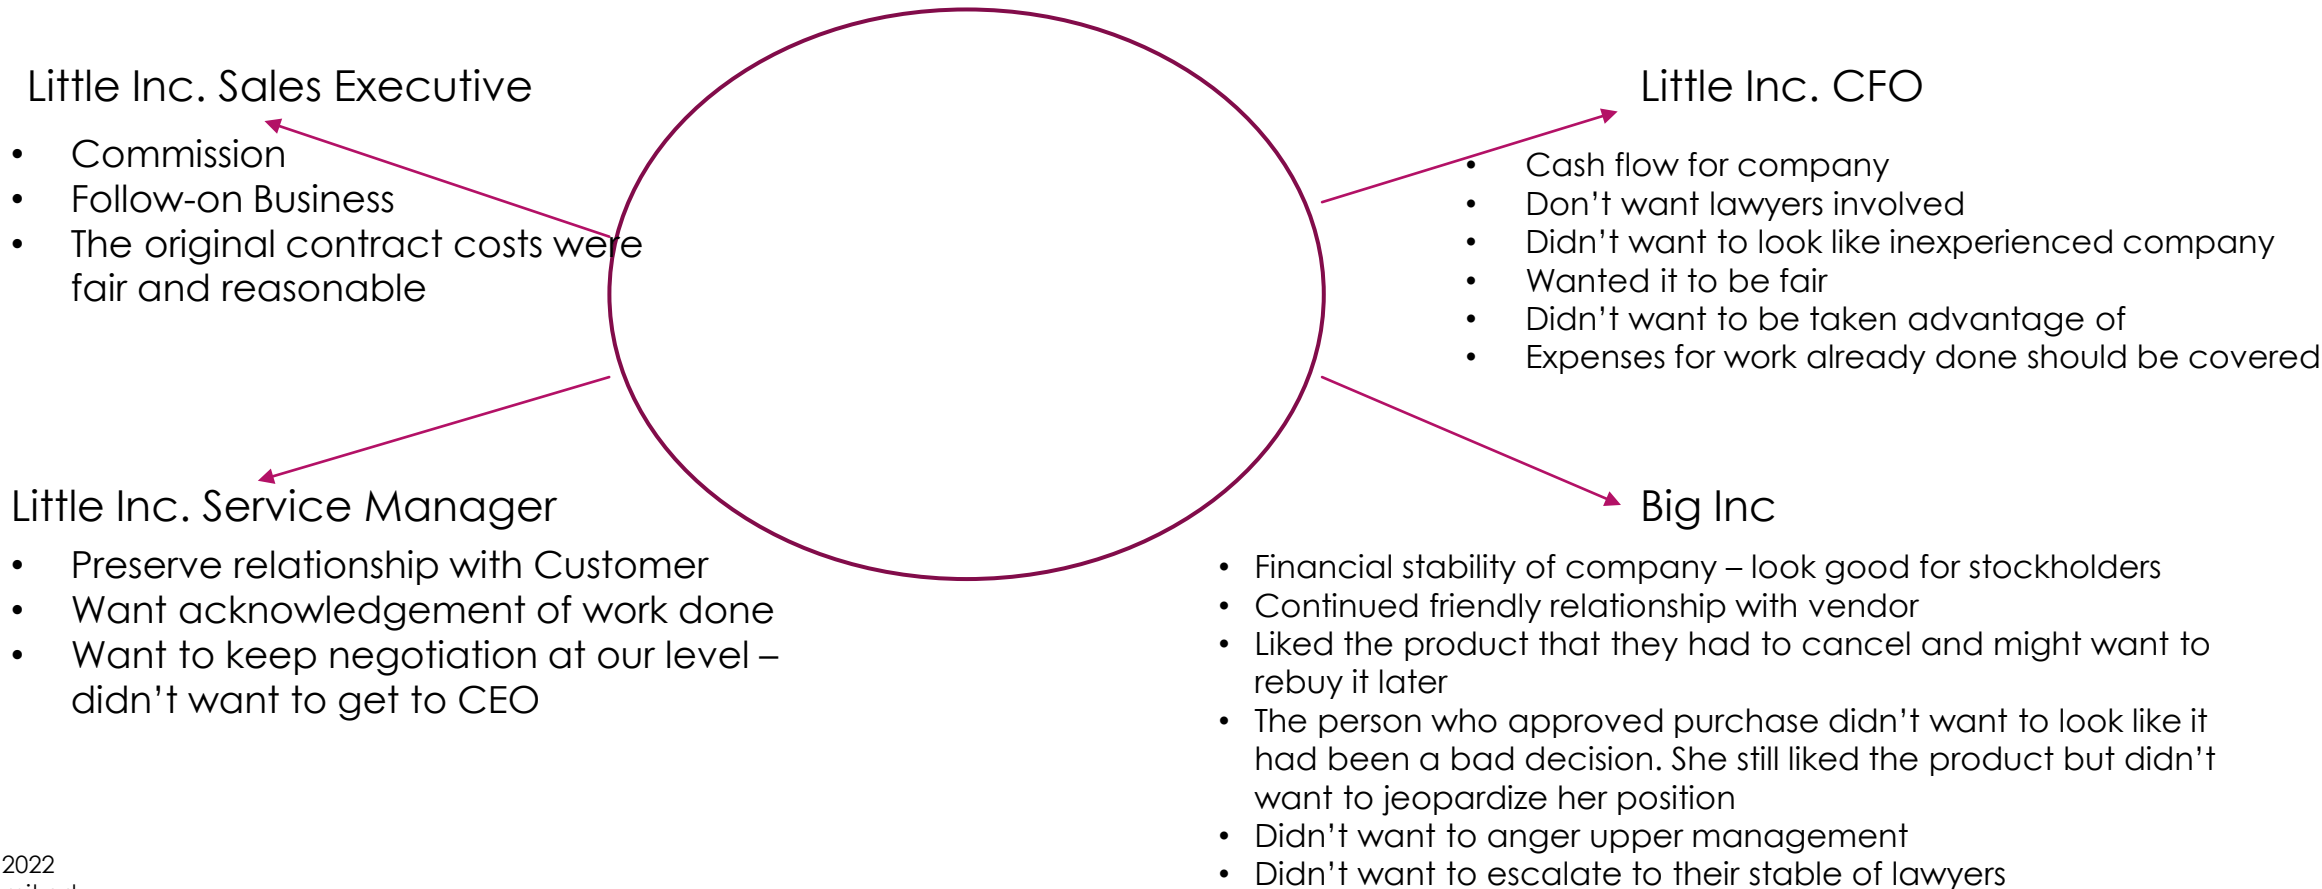 Little Inc. Sales Executive
• Commission
• Follow-on Business
• The original contract costs were
fair and reasonable
Little Inc. CFO
• Cash flow for company
• Don’t want lawyers involved
• Didn’t want to look like inexperienced company
• Wanted it to be fair
• Didn’t want to be taken advantage of
• Expenses for work already done should be covered
Little Inc. Service Manager
• Preserve relationship with Customer
• Want acknowledgement of work done
• Want to keep negotiation at our level –
didn’t want to get to CEO
Big Inc
• Financial stability of company – look good for stockholders
• Continued friendly relationship with vendor
• Liked the product that they had to cancel and might want to
rebuy it later
• The person who approved purchase didn’t want to look like it
had been a bad decision. She still liked the product but didn’t
want to jeopardize her position
• Didn’t want to anger upper management
• Didn’t want to escalate to their stable of lawyers
2022